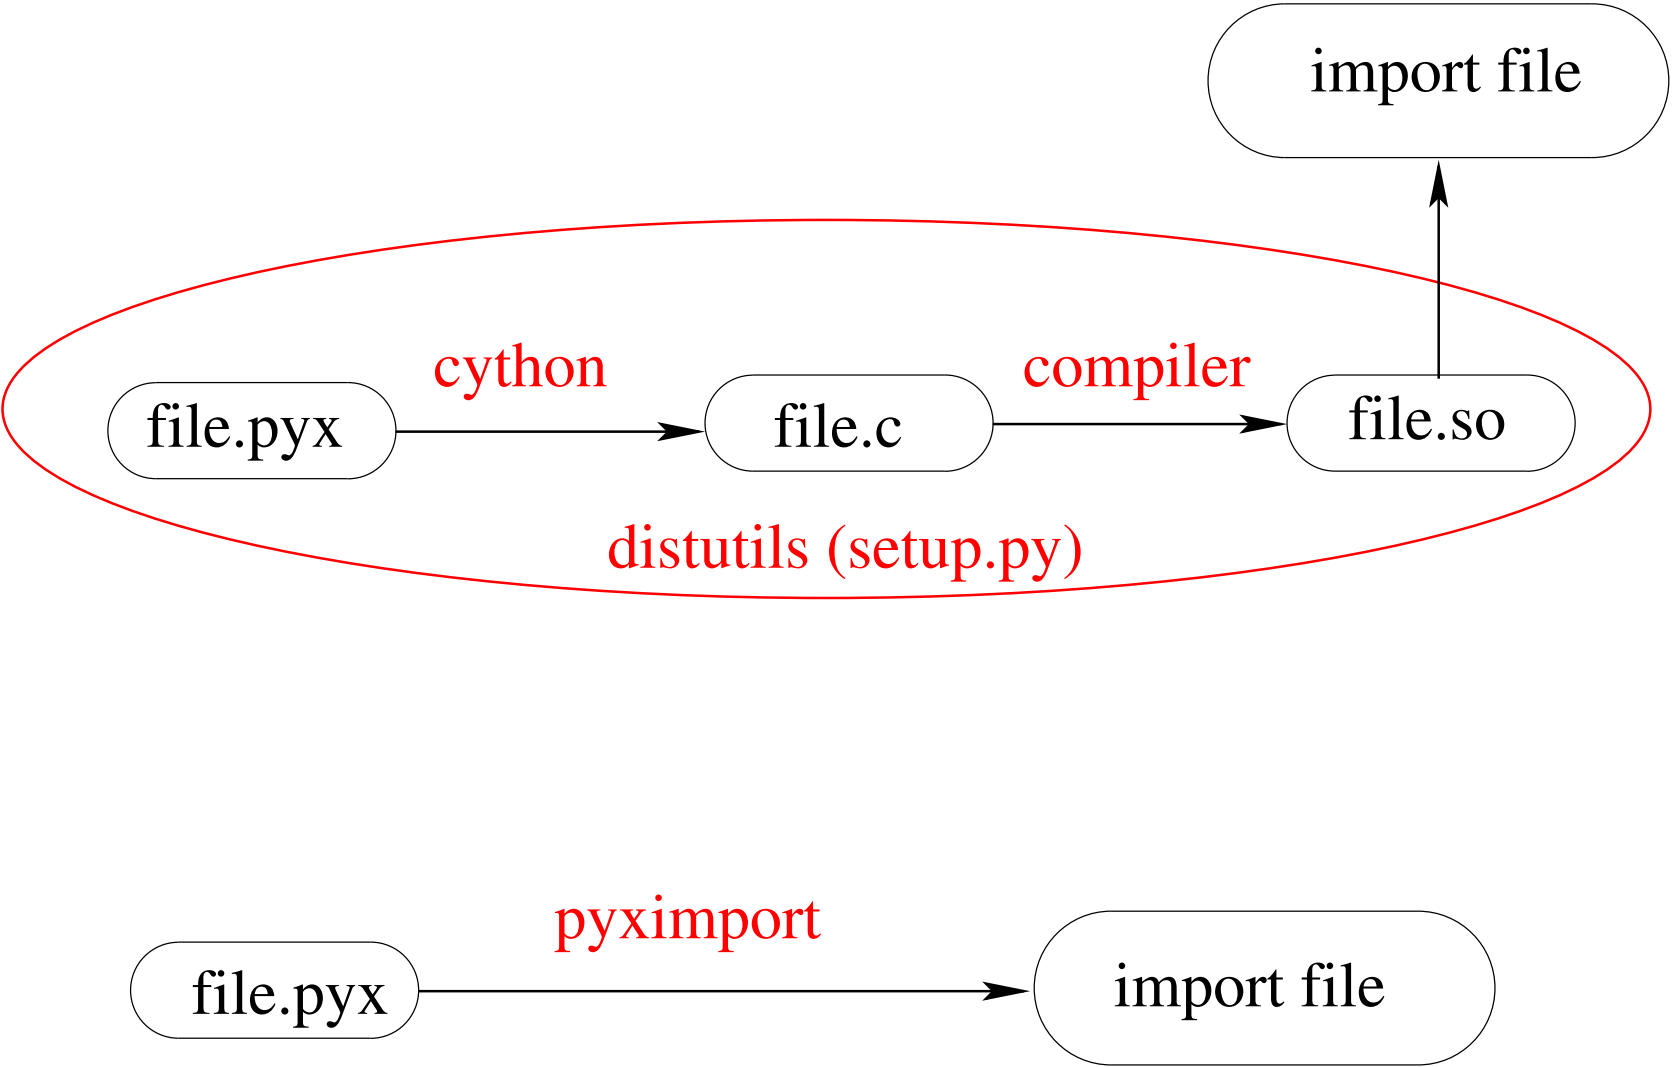 import file
cython
compiler
file.pyx
file.c
file.so
distutils (setup.py)
pyximport
file.pyx
import file